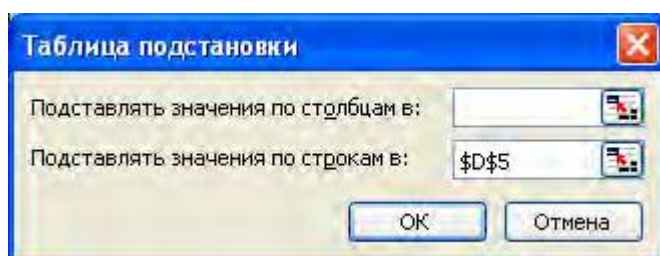 Таблица подстановки
Подставлять значения по столбцам в:
Подставлять значения по строкам в: $D$5
ОК Отмена